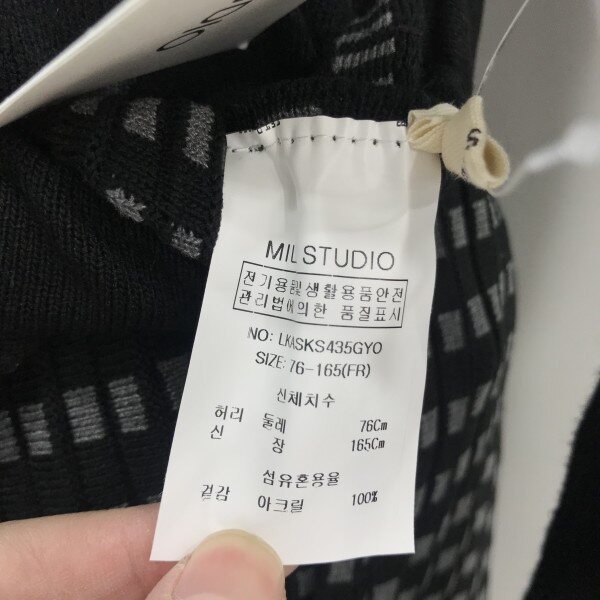 MILSTUDIO
전기용품및생활용품안전
관리법에의한 품질표시
NO: LKASKS435GYO
SIZE: 76-165(FR)
신체치수
허리 둘레 76Cm
신 장 165Cm
섬유혼용율
겉감 아크릴 100%